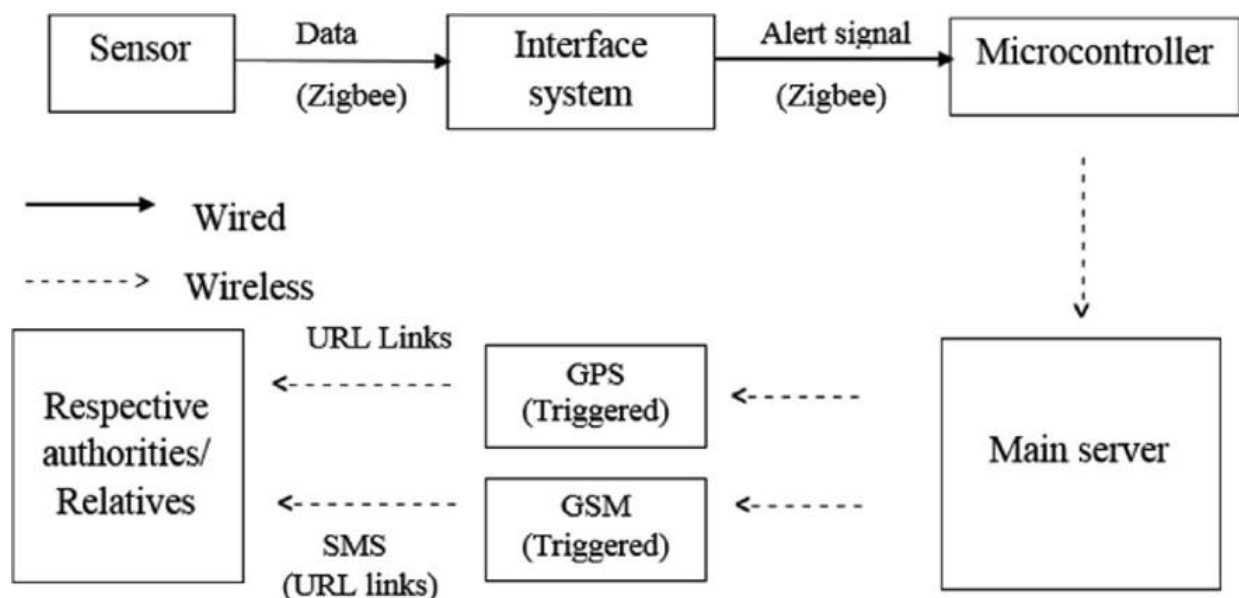 Sensor
Data
(Zigbee)
Interface
system
Alert signal
(Zigbee)
Microcontroller
Wired
Wireless
Respective
authorities/
Relatives
URL Links
GPS
(Triggered)
SMS
(URL links)
GSM
(Triggered)
Main server